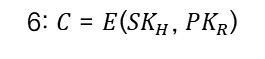 6: C = E(SK_H, PK_R)